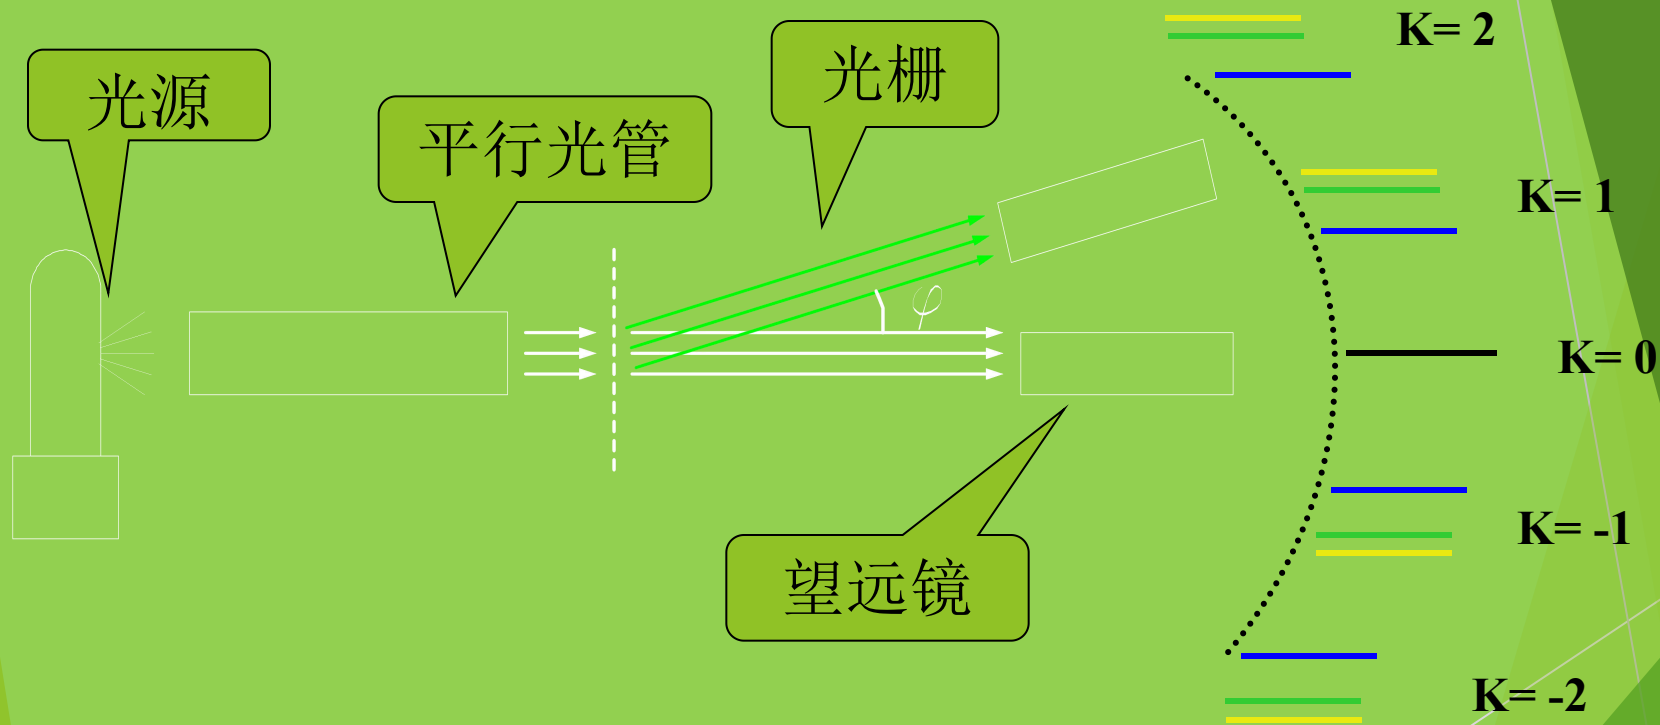 光源
平行光管
光栅
φ
望远镜
K= 2
K= 1
K= 0
K= -1
K= -2